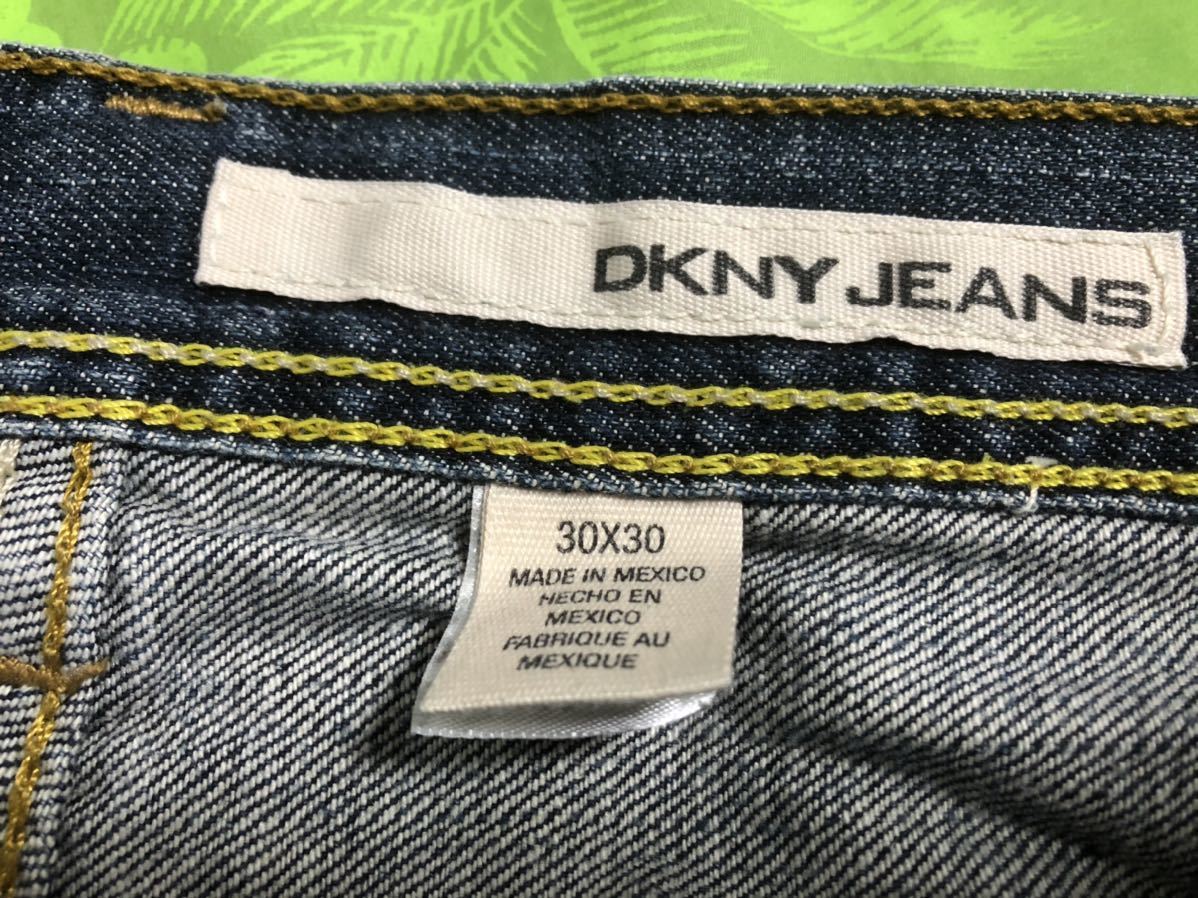 DKNY JEANS
30X30
MADE IN MEXICO
HECHO EN
MEXICO
FABRIQUE AU
MEXIQUE